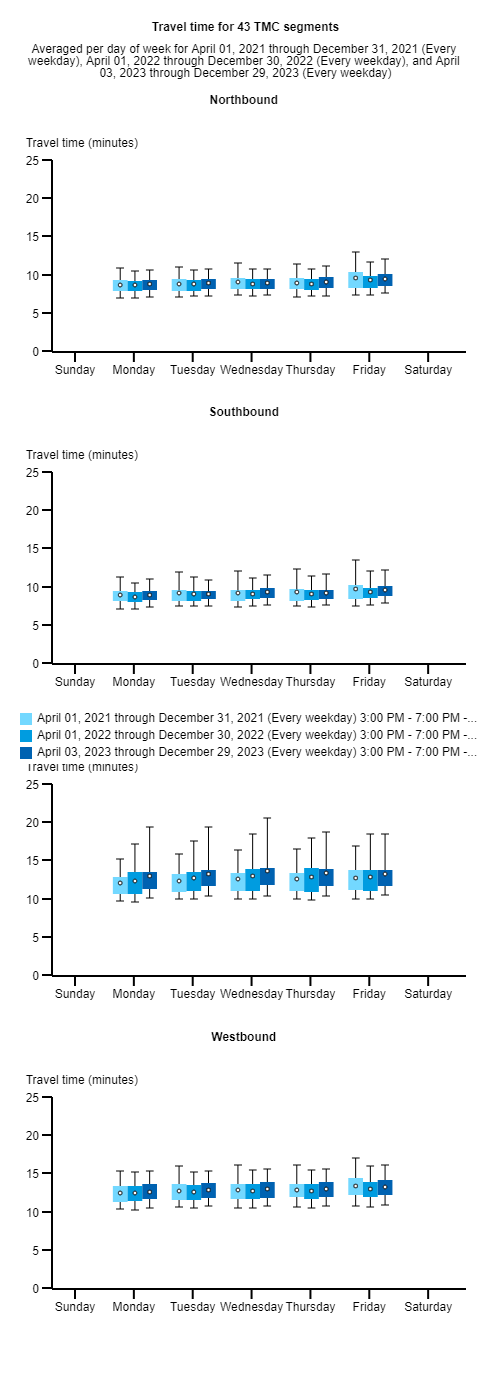 Travel time for 43 TMC segments
Averaged per day of week for April 01, 2021 through December 31, 2021 (Every
weekday), April 01, 2022 through December 30, 2022 (Every weekday), and April
03, 2023 through December 29, 2023 (Every weekday)
Northbound
Travel time (minutes)
25
20
15
10
5
0
Sunday Monday Tuesday Wednesday Thursday Friday Saturday
Southbound
Travel time (minutes)
25
20
15
10
5
0
Sunday Monday Tuesday Wednesday Thursday Friday Saturday
April 01, 2021 through December 31, 2021 (Every weekday) 3:00 PM - 7:00 PM -...
April 01, 2022 through December 30, 2022 (Every weekday) 3:00 PM - 7:00 PM -...
April 03, 2023 through December 29, 2023 (Every weekday) 3:00 PM - 7:00 PM -...
Travel time (minutes)
25
20
15
10
5
0
Sunday Monday Tuesday Wednesday Thursday Friday Saturday
Westbound
Travel time (minutes)
25
20
15
10
5
0
Sunday Monday Tuesday Wednesday Thursday Friday Saturday